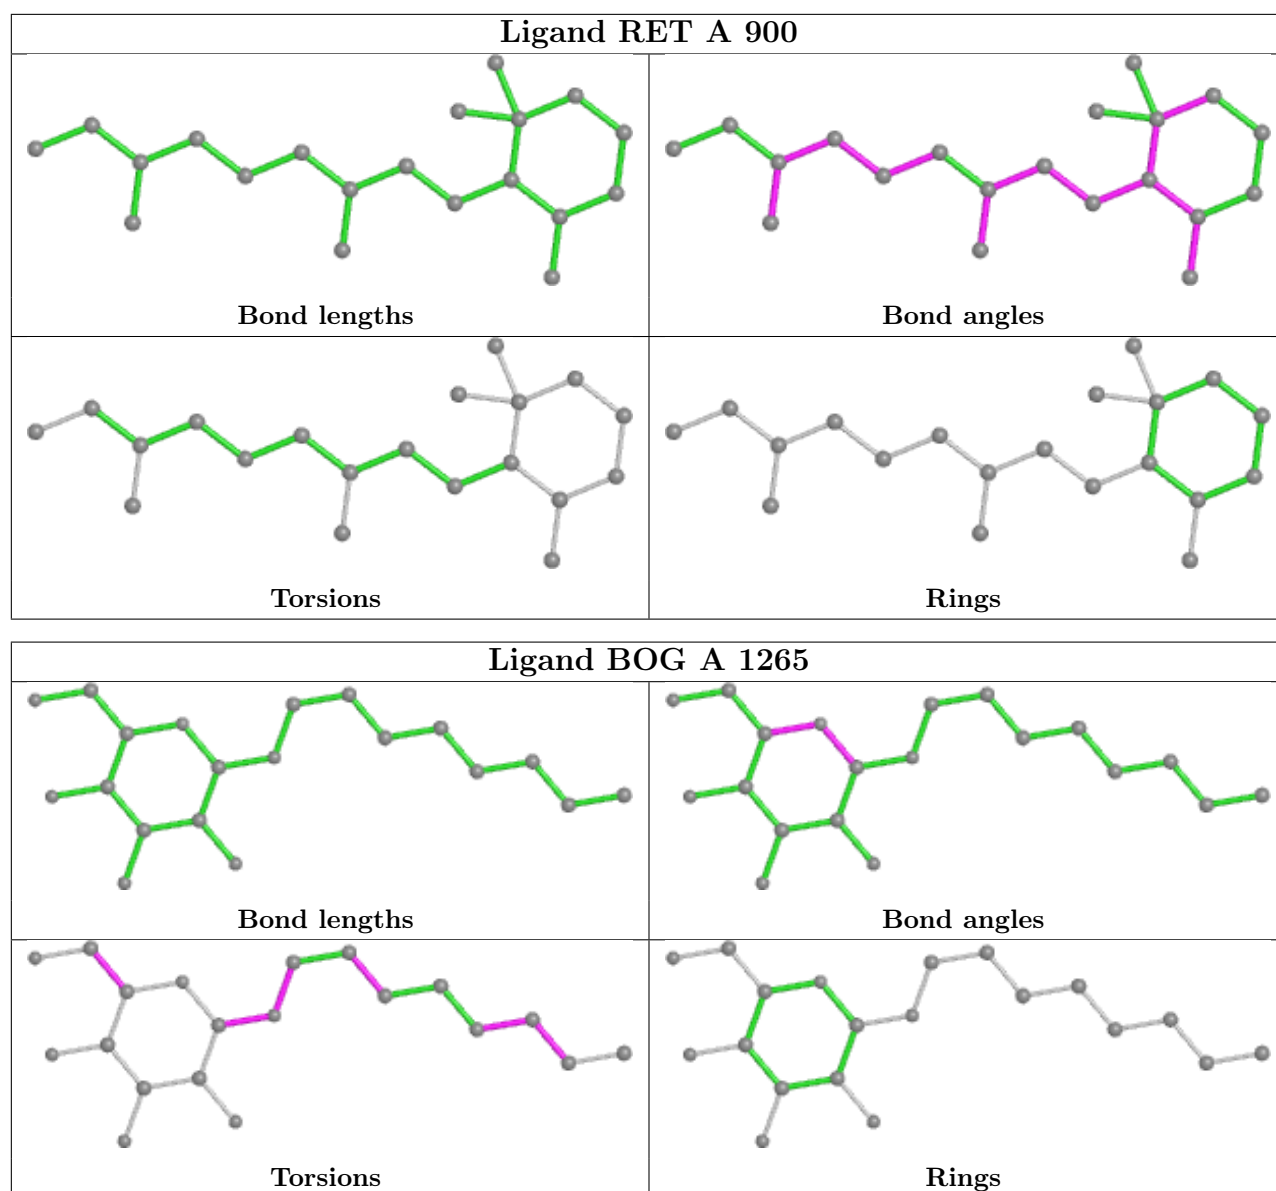 Ligand RET A 900
Bond lengths
Bond angles
Torsions
Rings
Ligand BOG A 1265
Bond lengths
Bond angles
Torsions
Rings